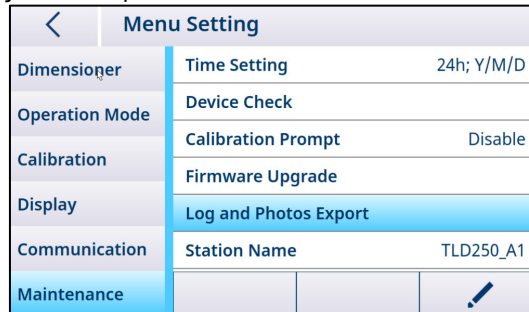 Menu Setting
Dimensioner
Operation Mode
Calibration
Display
Communication
Maintenance
Time Setting 24h; Y/M/D
Device Check
Calibration Prompt Disable
Firmware Upgrade
Log and Photos Export
Station Name TLD250_A1